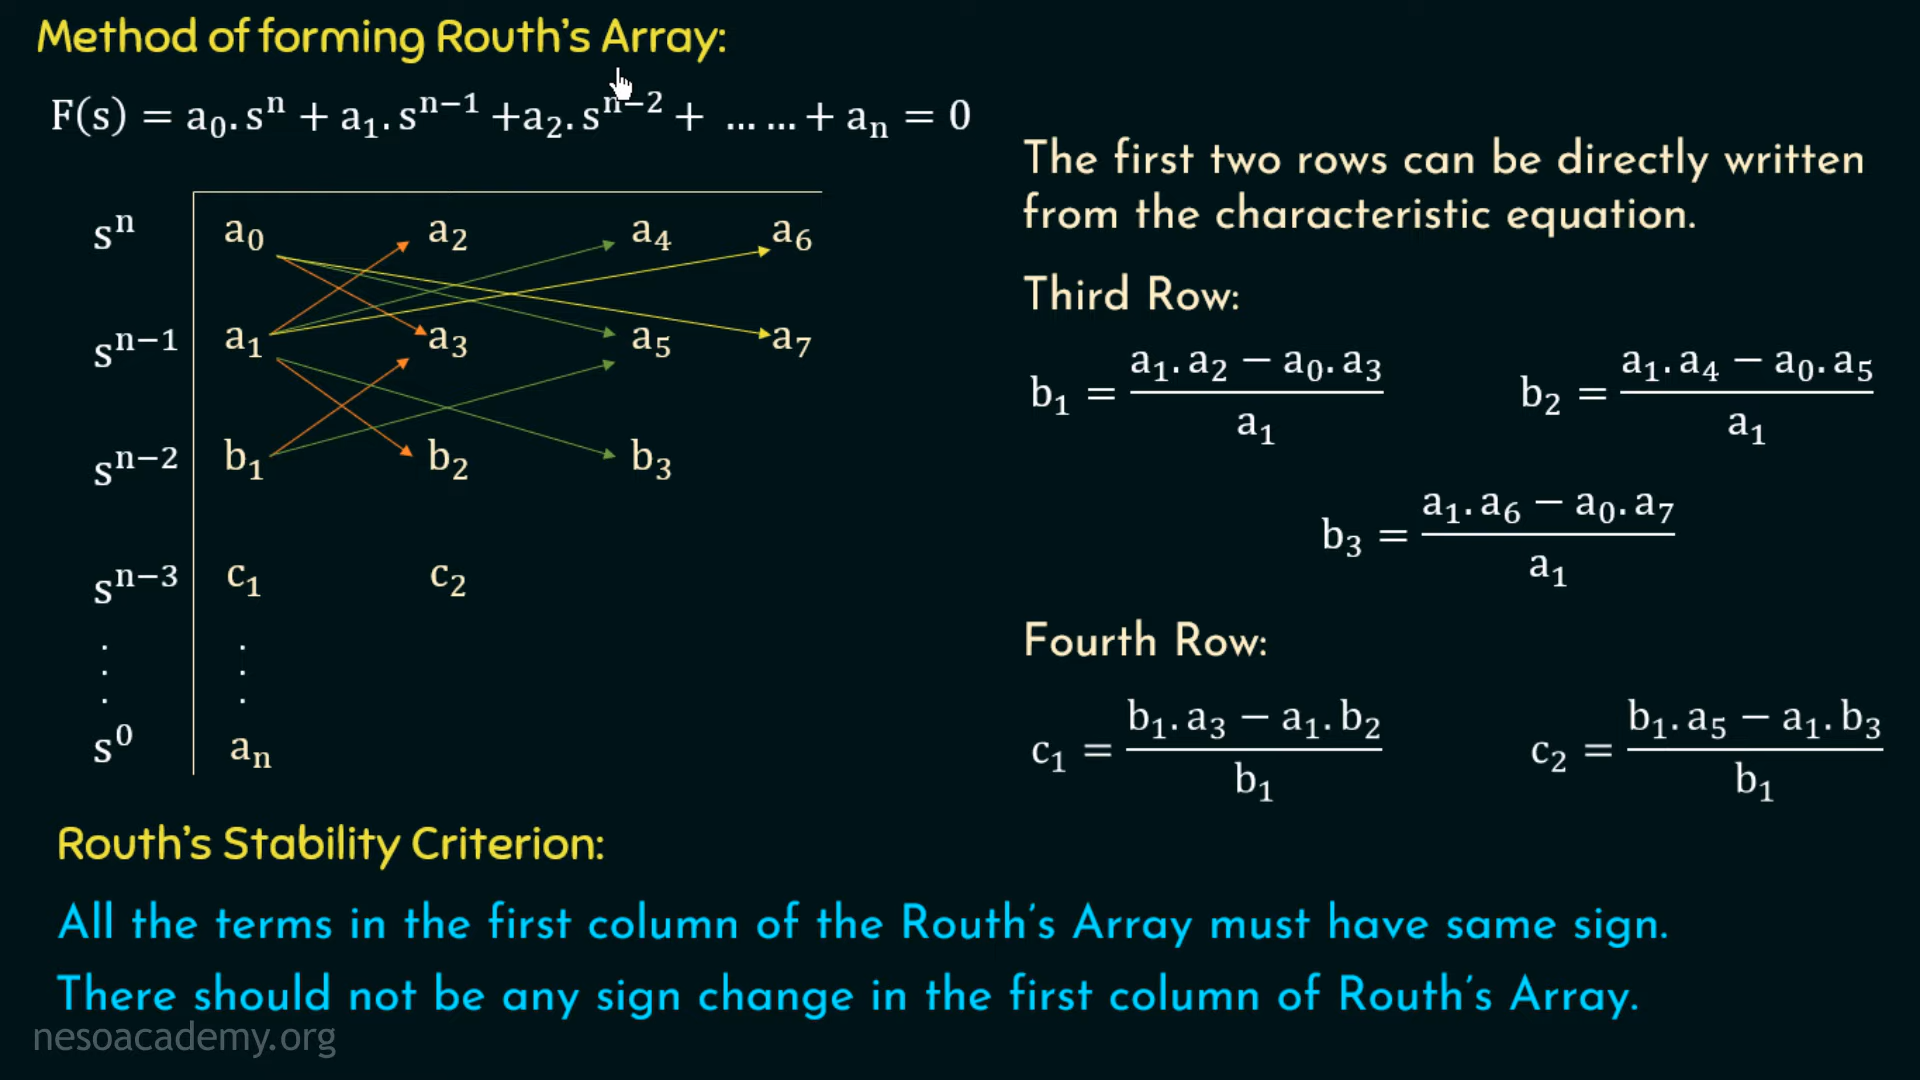 Method of forming Routh's Array:
F(s) = a₀.sⁿ + a₁.sⁿ⁻¹ +a₂.sⁿ⁻² + ... ... + aₙ = 0
The first two rows can be directly written
from the characteristic equation.
sⁿ a₀ a₂ a₄ a₆
sⁿ⁻¹ a₁ a₃ a₅ a₇
sⁿ⁻² b₁ b₂ b₃
sⁿ⁻³ c₁ c₂
. .
. .
. .
s⁰ aₙ
Third Row:
b₁ = (a₁.a₂ − a₀.a₃) / a₁ b₂ = (a₁.a₄ − a₀.a₅) / a₁
b₃ = (a₁.a₆ − a₀.a₇) / a₁
Fourth Row:
c₁ = (b₁.a₃ − a₁.b₂) / b₁ c₂ = (b₁.a₅ − a₁.b₃) / b₁
Routh's Stability Criterion:
All the terms in the first column of the Routh's Array must have same sign.
There should not be any sign change in the first column of Routh's Array.
nesoacademy.org